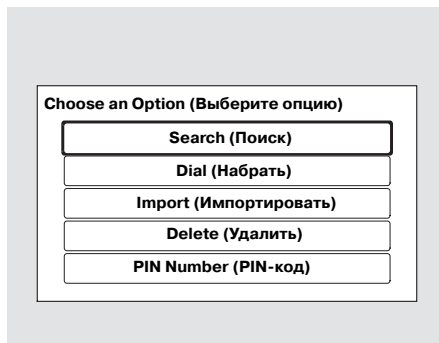 Choose an Option (Выберите опцию)
Search (Поиск)
Dial (Набрать)
Import (Импортировать)
Delete (Удалить)
PIN Number (PIN-код)